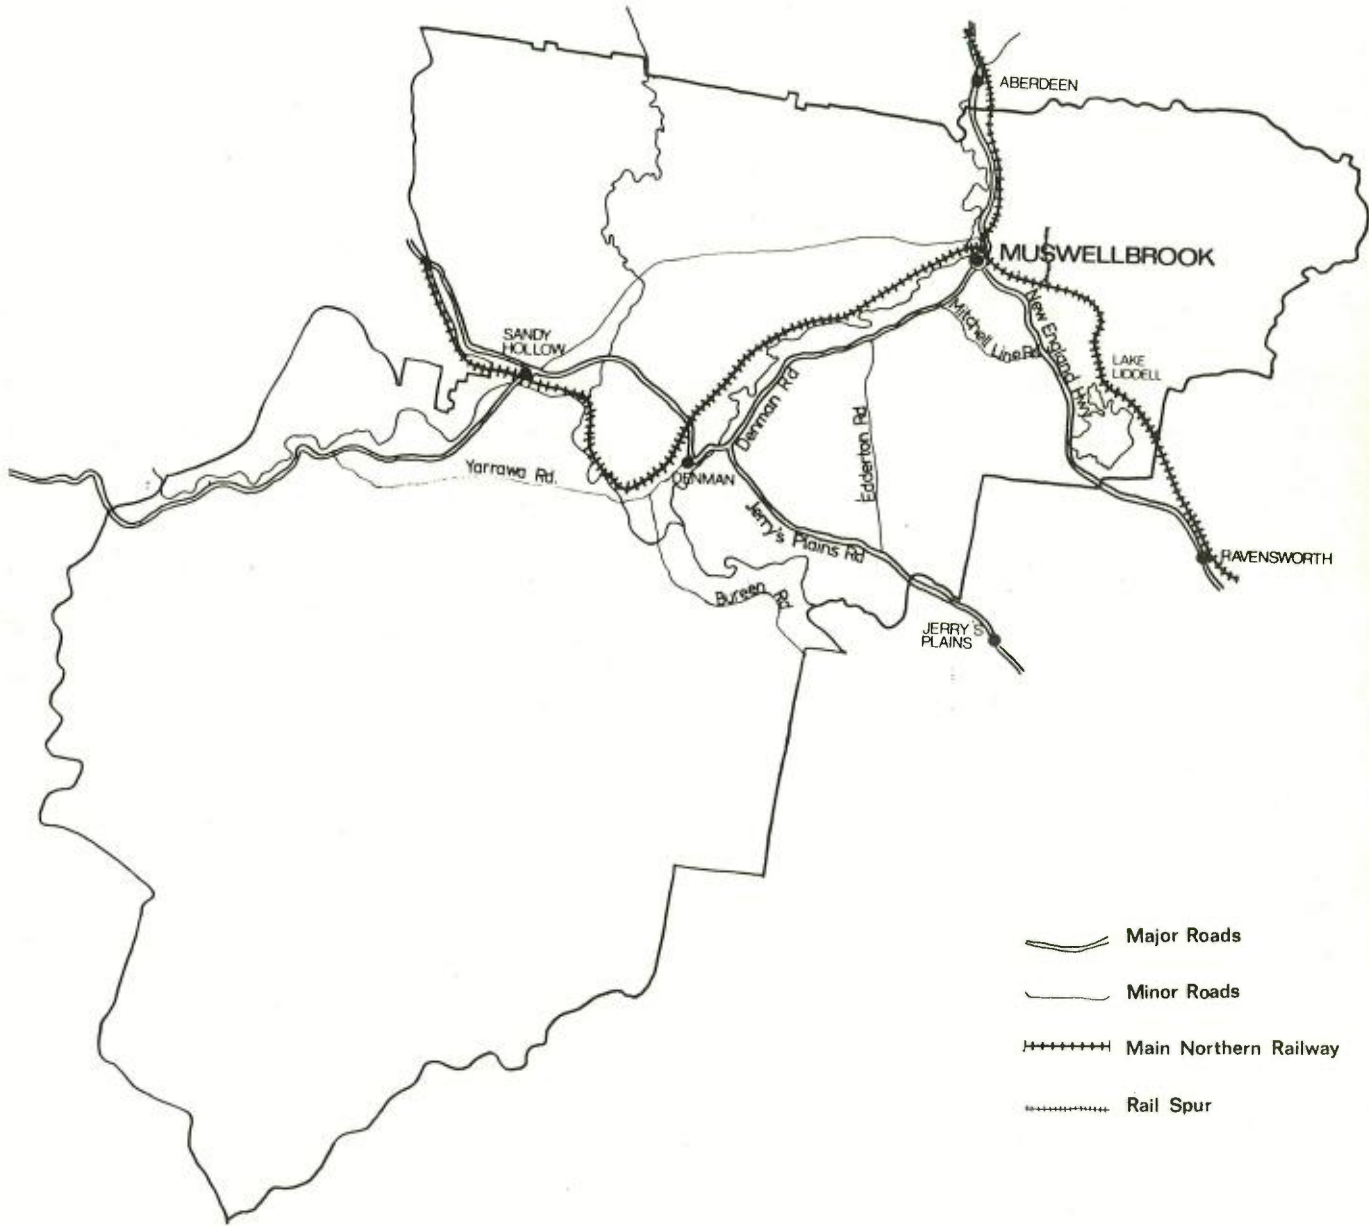 ABERDEEN
MUSWELLBROOK
SANDY
HOLLOW
Mitchell Line Rd
New England Hwy
LAKE
LIDDELL
Denman Rd
Edderton Rd
Yarrawa Rd.
DENMAN
Jerry's Plains Rd
Bureen Rd
RAVENSWORTH
JERRY'S
PLAINS
Major Roads
Minor Roads
Main Northern Railway
Rail Spur